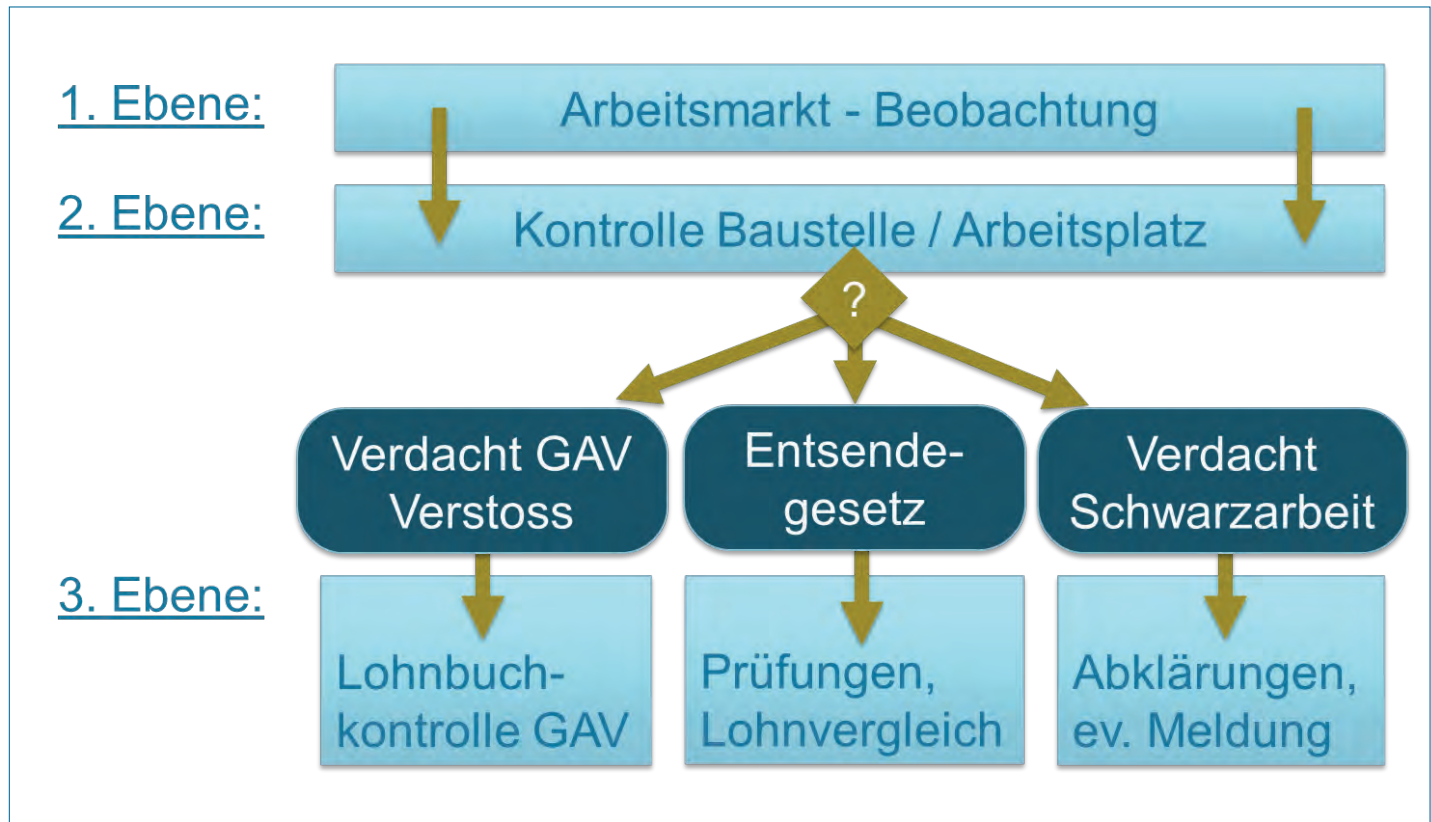 1. Ebene:
Arbeitsmarkt - Beobachtung
2. Ebene:
Kontrolle Baustelle / Arbeitsplatz
?
Verdacht GAV
Verstoss
Entsende-
gesetz
Verdacht
Schwarzarbeit
3. Ebene:
Lohnbuch-
kontrolle GAV
Prüfungen,
Lohnvergleich
Abklärungen,
ev. Meldung